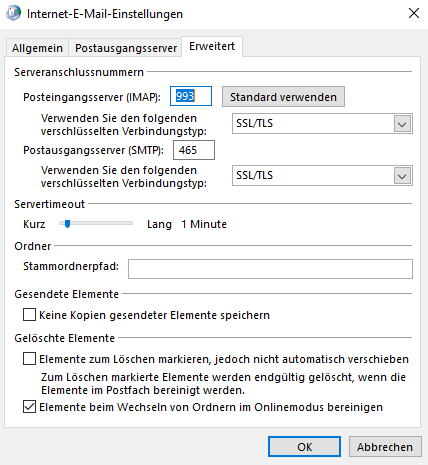 Internet-E-Mail-Einstellungen
Allgemein Postausgangsserver Erweitert
Serveranschlussnummern
Posteingangsserver (IMAP): 993 Standard verwenden
Verwenden Sie den folgenden
verschlüsselten Verbindungstyp: SSL/TLS
Postausgangsserver (SMTP): 465
Verwenden Sie den folgenden
verschlüsselten Verbindungstyp: SSL/TLS
Servertimeout
Kurz Lang 1 Minute
Ordner
Stammordnerpfad:
Gesendete Elemente
Keine Kopien gesendeter Elemente speichern
Gelöschte Elemente
Elemente zum Löschen markieren, jedoch nicht automatisch verschieben
Zum Löschen markierte Elemente werden endgültig gelöscht, wenn die
Elemente im Postfach bereinigt werden.
Elemente beim Wechseln von Ordnern im Onlinemodus bereinigen
OK Abbrechen